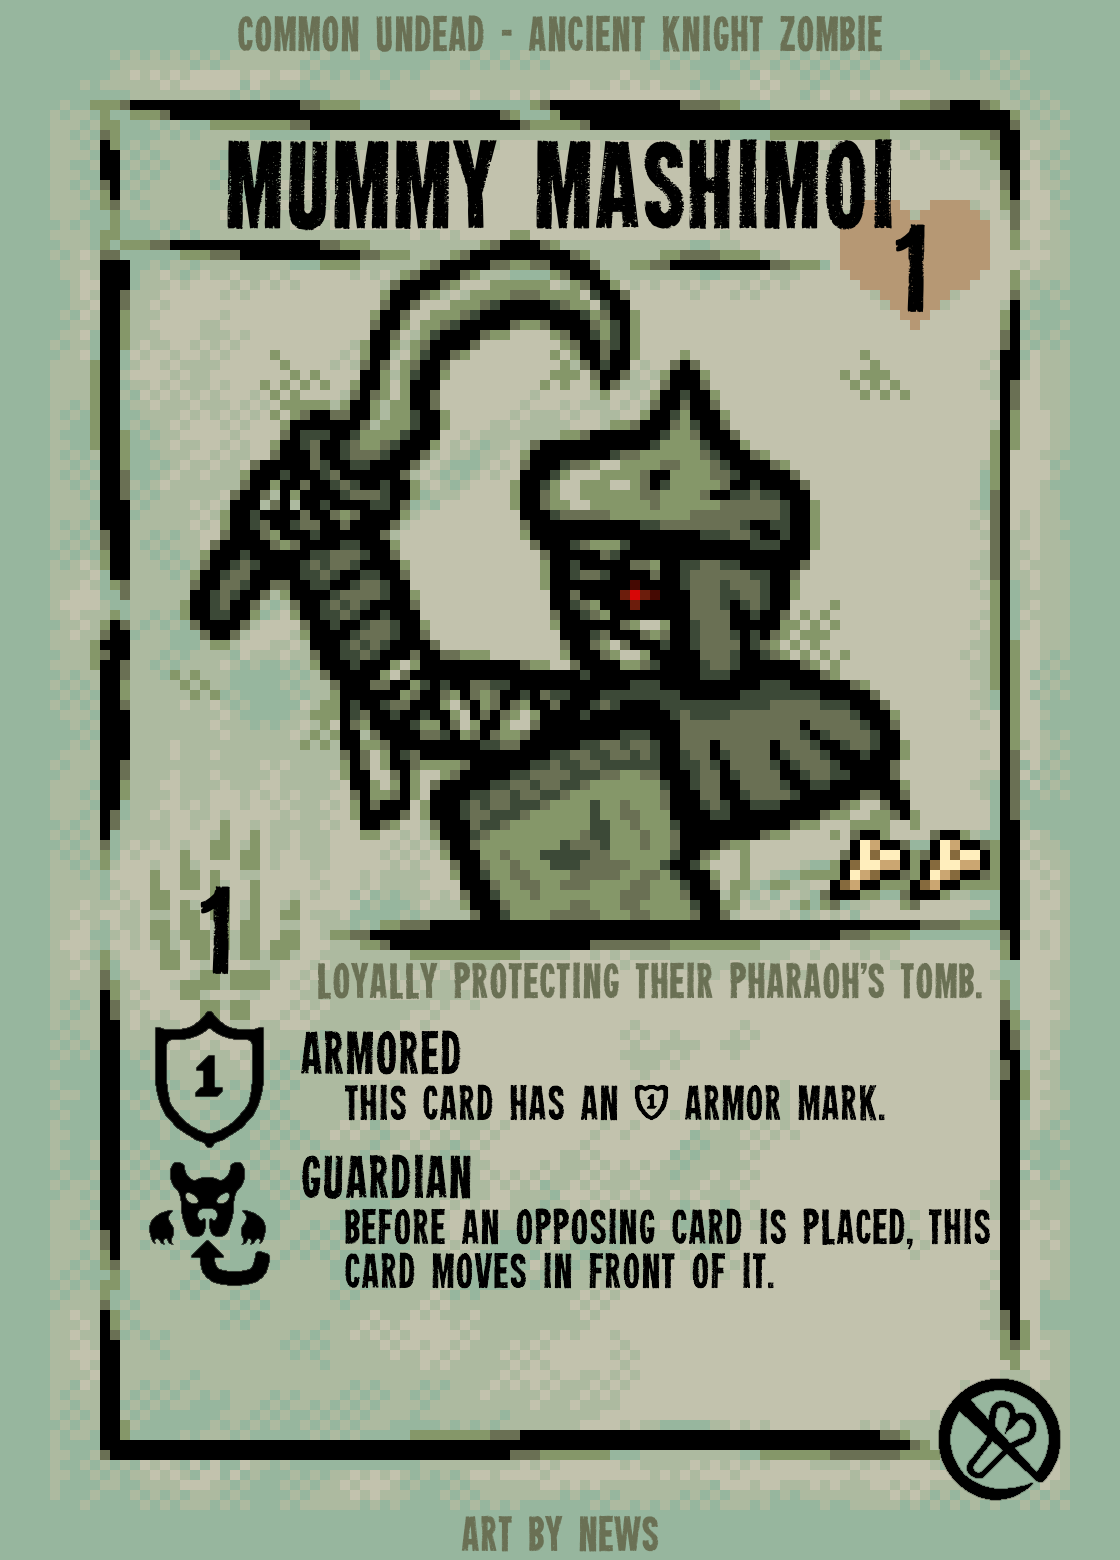 COMMON UNDEAD - ANCIENT KNIGHT ZOMBIE
MUMMY MASHIMOI
1
1
LOYALLY PROTECTING THEIR PHARAOH'S TOMB.
1
ARMORED
THIS CARD HAS AN 1 ARMOR MARK.
GUARDIAN
BEFORE AN OPPOSING CARD IS PLACED, THIS
CARD MOVES IN FRONT OF IT.
ART BY NEWS